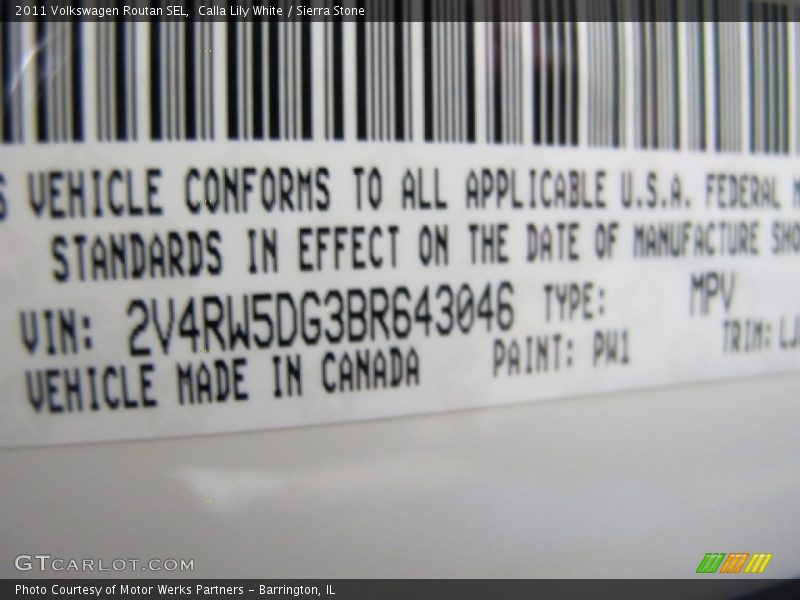 2011 Volkswagen Routan SEL,  Calla Lily White / Sierra Stone
VEHICLE CONFORMS TO ALL APPLICABLE U.S.A. FEDERAL
STANDARDS IN EFFECT ON THE DATE OF MANUFACTURE
VIN: 2V4RW5DG3BR643046 TYPE: MPV
VEHICLE MADE IN CANADA PAINT: PW1 TRIM: LJ
GTCARLOT.COM
Photo Courtesy of Motor Werks Partners - Barrington, IL